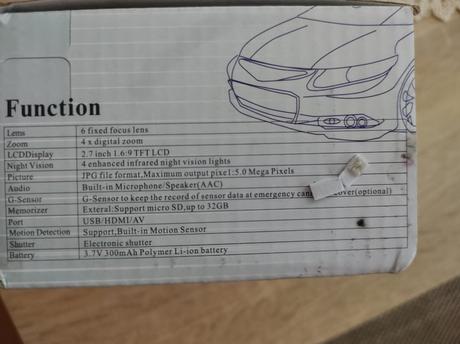 Function
Lems 6 fixed focus lens
Zoom 4 x digital zoom
LCDDisplay 2.7 inch 1.6:9 TFT LCD
Night Vision 4 enhanced infrared night vision lights
Picture JPG file format,Maximum output pixe1:5.0 Mega Pixels
Audio Built-in Microphone/Speaker(AAC)
G-Sensor G-Sensor to keep the record of sensor data at emergency (optional)
Memorizer Exteral:Support micro SD,up to 32GB
Port USB/HDMI/AV
Motion Detection Support,Built-in Motion Sensor
Shutter Electronic shutter
Battery 3.7V 300mAh Polymer Li-ion battery